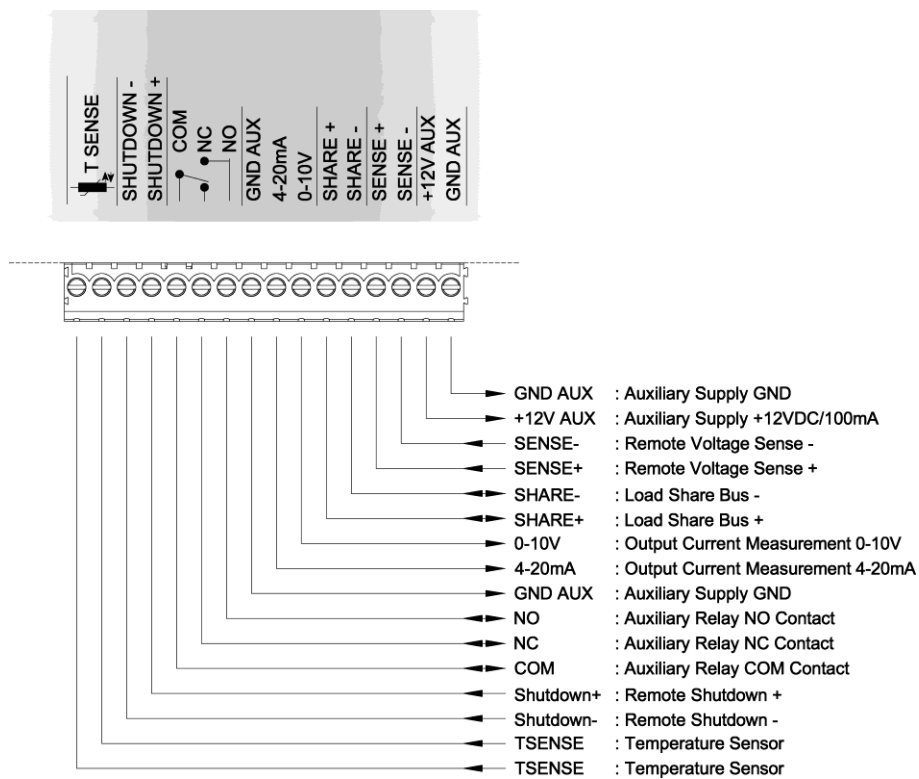 T SENSE
SHUTDOWN -
SHUTDOWN +
COM
NC
NO
GND AUX
4-20mA
0-10V
SHARE +
SHARE -
SENSE +
SENSE -
+12V AUX
GND AUX
GND AUX : Auxiliary Supply GND
+12V AUX : Auxiliary Supply +12VDC/100mA
SENSE- : Remote Voltage Sense -
SENSE+ : Remote Voltage Sense +
SHARE- : Load Share Bus -
SHARE+ : Load Share Bus +
0-10V : Output Current Measurement 0-10V
4-20mA : Output Current Measurement 4-20mA
GND AUX : Auxiliary Supply GND
NO : Auxiliary Relay NO Contact
NC : Auxiliary Relay NC Contact
COM : Auxiliary Relay COM Contact
Shutdown+ : Remote Shutdown +
Shutdown- : Remote Shutdown -
TSENSE : Temperature Sensor
TSENSE : Temperature Sensor